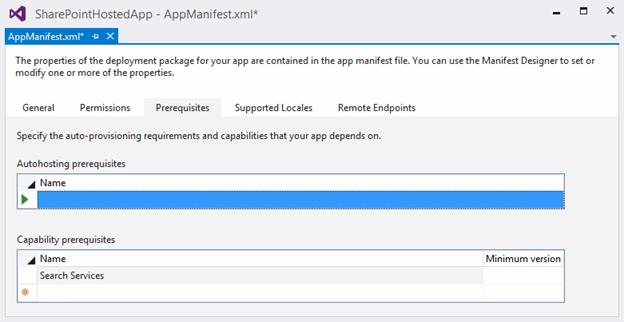 SharePointHostedApp - AppManifest.xml*
AppManifest.xml*
The properties of the deployment package for your app are contained in the app manifest file. You can use the Manifest Designer to set or
modify one or more of the properties.
General Permissions Prerequisites Supported Locales Remote Endpoints
Specify the auto-provisioning requirements and capabilities that your app depends on.
Autohosting prerequisites
Name
Capability prerequisites
Name Minimum version
Search Services